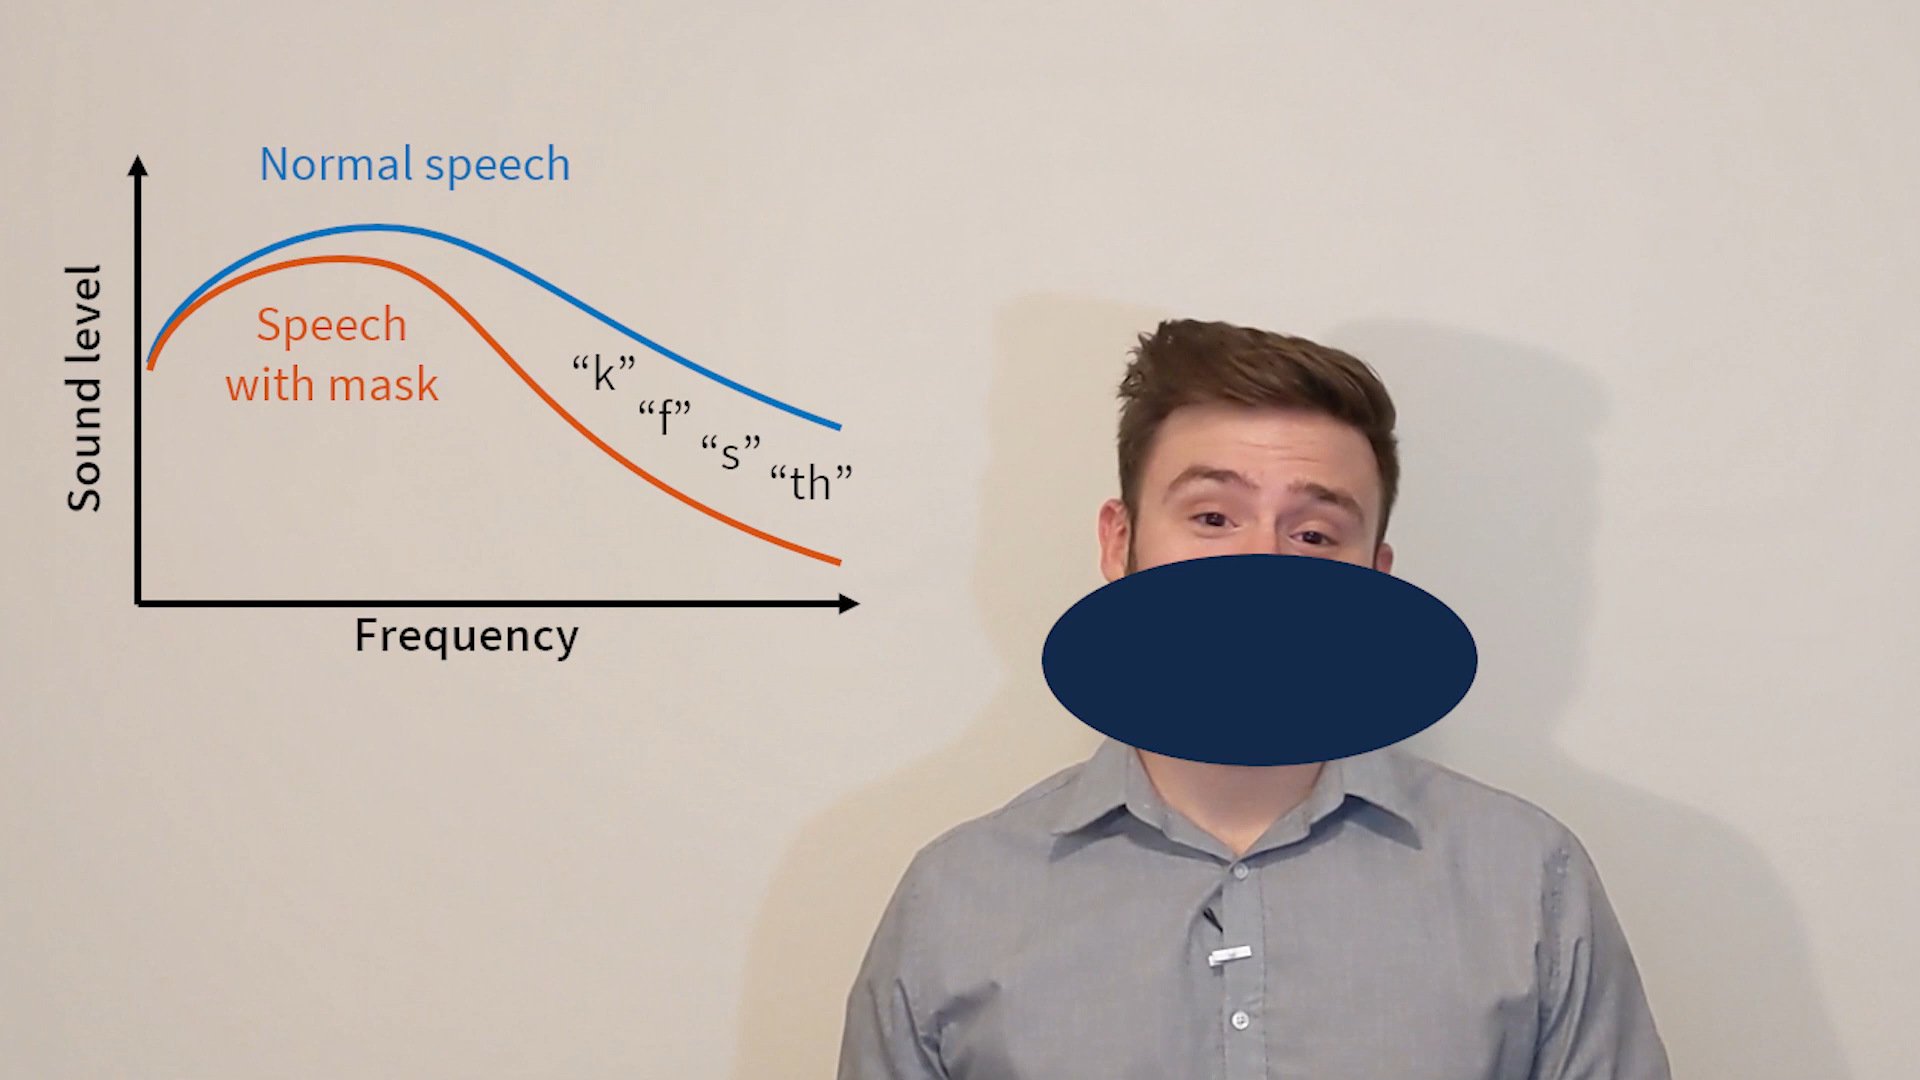 Normal speech
Speech
with mask
“k”
“f”
“s”
“th”
Sound level
Frequency